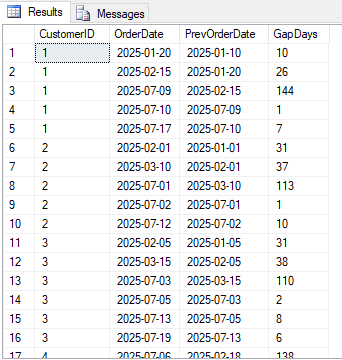 Results Messages
CustomerID OrderDate PrevOrderDate GapDays
1 1 2025-01-20 2025-01-10 10
2 1 2025-02-15 2025-01-20 26
3 1 2025-07-09 2025-02-15 144
4 1 2025-07-10 2025-07-09 1
5 1 2025-07-17 2025-07-10 7
6 2 2025-02-01 2025-01-01 31
7 2 2025-03-10 2025-02-01 37
8 2 2025-07-01 2025-03-10 113
9 2 2025-07-02 2025-07-01 1
10 2 2025-07-12 2025-07-02 10
11 3 2025-02-05 2025-01-05 31
12 3 2025-03-15 2025-02-05 38
13 3 2025-07-03 2025-03-15 110
14 3 2025-07-05 2025-07-03 2
15 3 2025-07-13 2025-07-05 8
16 3 2025-07-19 2025-07-13 6
17 4 2025-07-06 2025-02-18 138